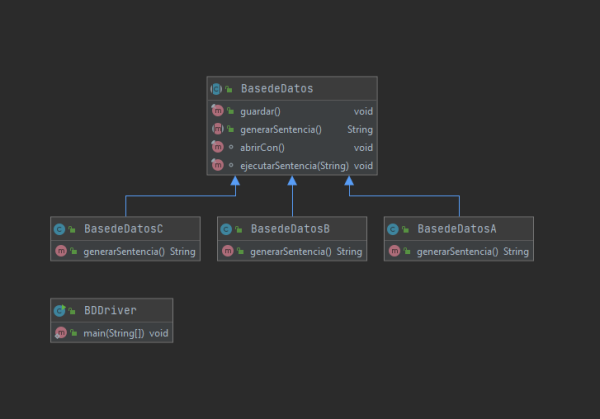 BasedeDatos
guardar() void
generarSentencia() String
abrirCon() void
ejecutarSentencia(String) void
BasedeDatosC
generarSentencia() String
BasedeDatosB
generarSentencia() String
BasedeDatosA
generarSentencia() String
BDDriver
main(String[]) void